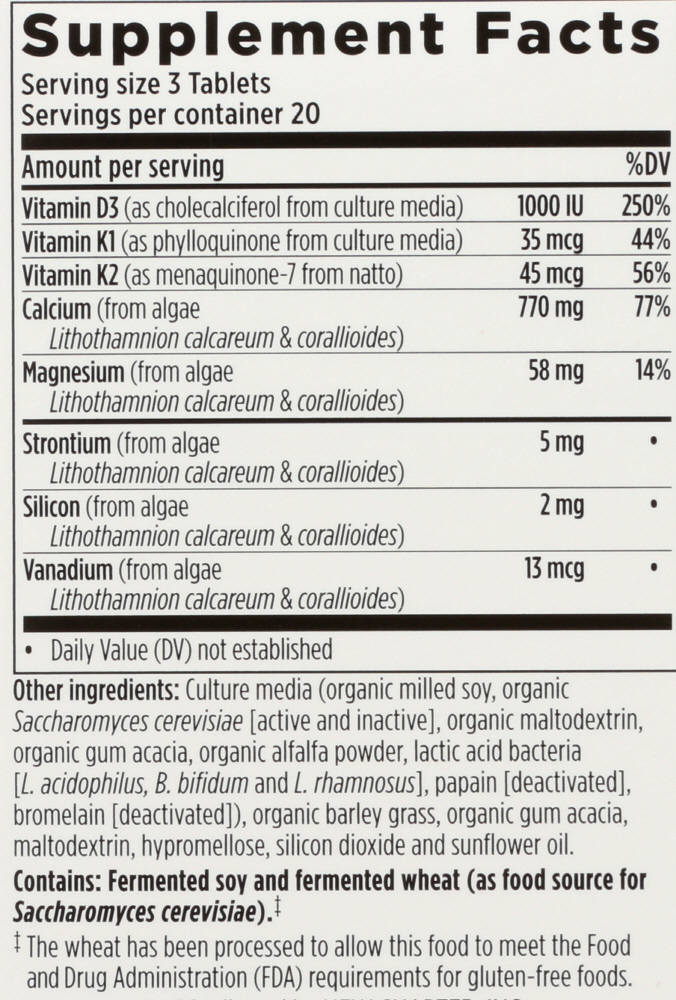 Supplement Facts
Serving size 3 Tablets
Servings per container 20
Amount per serving %DV
Vitamin D3 (as cholecalciferol from culture media) 1000 IU 250%
Vitamin K1 (as phylloquinone from culture media) 35 mcg 44%
Vitamin K2 (as menaquinone-7 from natto) 45 mcg 56%
Calcium (from algae 770 mg 77%
Lithothamnion calcareum & corallioides)
Magnesium (from algae 58 mg 14%
Lithothamnion calcareum & corallioides)
Strontium (from algae 5 mg •
Lithothamnion calcareum & corallioides)
Silicon (from algae 2 mg •
Lithothamnion calcareum & corallioides)
Vanadium (from algae 13 mcg •
Lithothamnion calcareum & corallioides)
• Daily Value (DV) not established
Other ingredients: Culture media (organic milled soy, organic
Saccharomyces cerevisiae [active and inactive], organic maltodextrin,
organic gum acacia, organic alfalfa powder, lactic acid bacteria
[L. acidophilus, B. bifidum and L. rhamnosus], papain [deactivated],
bromelain [deactivated]), organic barley grass, organic gum acacia,
maltodextrin, hypromellose, silicon dioxide and sunflower oil.
Contains: Fermented soy and fermented wheat (as food source for
Saccharomyces cerevisiae).‡
‡ The wheat has been processed to allow this food to meet the Food
and Drug Administration (FDA) requirements for gluten-free foods.